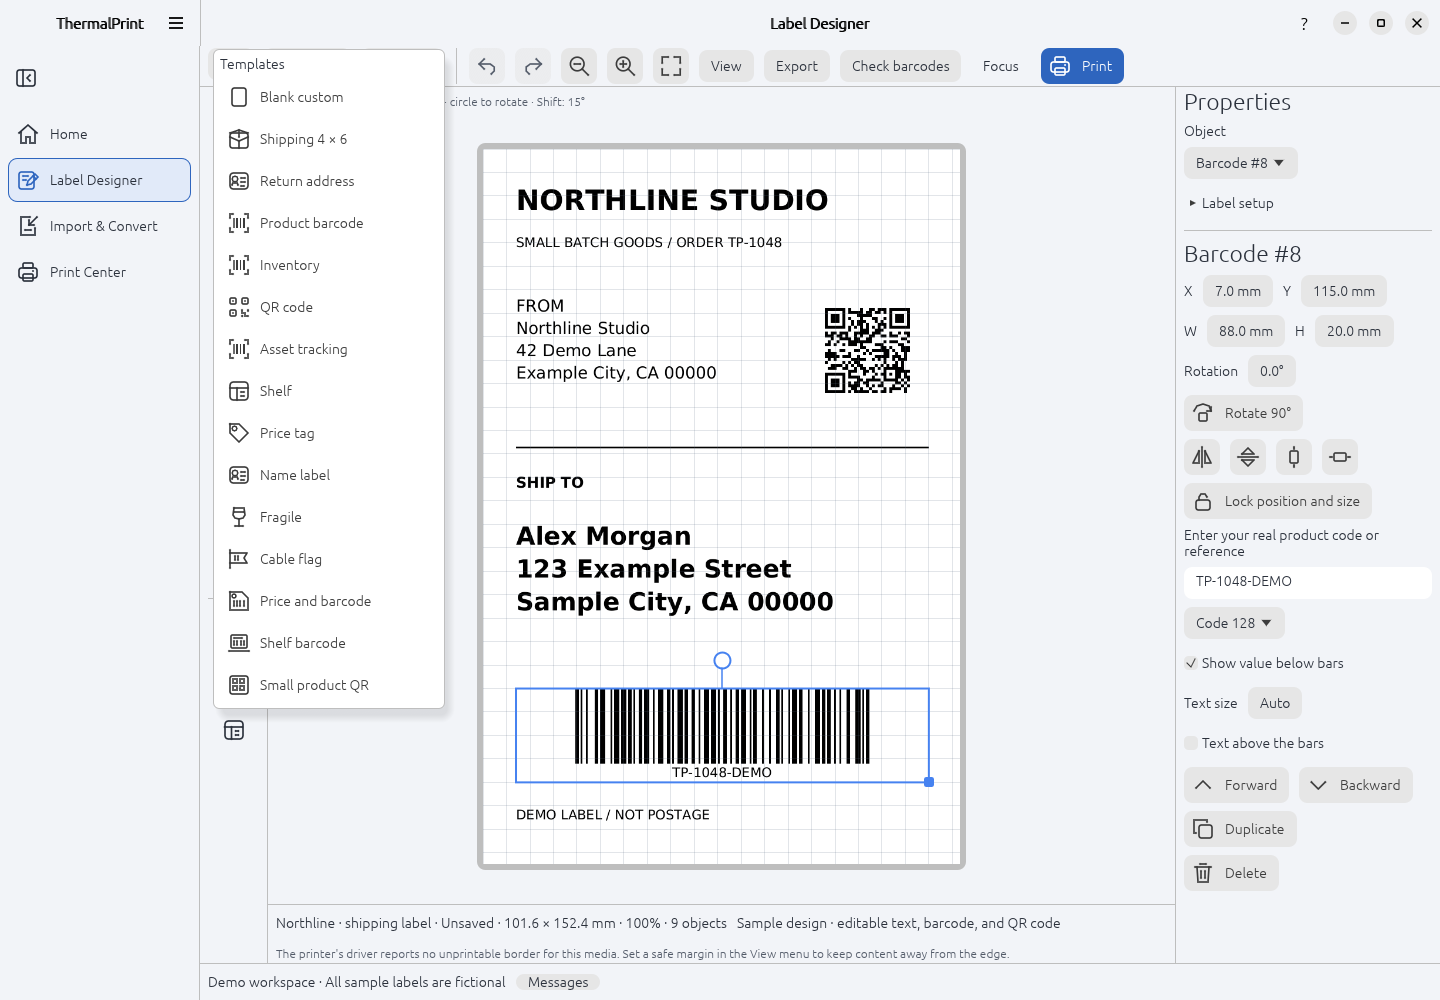 ThermalPrint
Label Designer
?
Home
Label Designer
Import & Convert
Print Center
Templates
Blank custom
Shipping 4 × 6
Return address
Product barcode
Inventory
QR code
Asset tracking
Shelf
Price tag
Name label
Fragile
Cable flag
Price and barcode
Shelf barcode
Small product QR
View
Export
Check barcodes
Focus
Print
· circle to rotate · Shift: 15°
NORTHLINE STUDIO
SMALL BATCH GOODS / ORDER TP-1048
FROM
Northline Studio
42 Demo Lane
Example City, CA 00000
SHIP TO
Alex Morgan
123 Example Street
Sample City, CA 00000
TP-1048-DEMO
DEMO LABEL / NOT POSTAGE
Northline · shipping label · Unsaved · 101.6 × 152.4 mm · 100% · 9 objects Sample design · editable text, barcode, and QR code
The printer's driver reports no unprintable border for this media. Set a safe margin in the View menu to keep content away from the edge.
Demo workspace · All sample labels are fictional
Messages
Properties
Object
Barcode #8
Label setup
Barcode #8
X 7.0 mm Y 115.0 mm
W 88.0 mm H 20.0 mm
Rotation 0.0°
Rotate 90°
Lock position and size
Enter your real product code or
reference
TP-1048-DEMO
Code 128
Show value below bars
Text size Auto
Text above the bars
Forward Backward
Duplicate
Delete